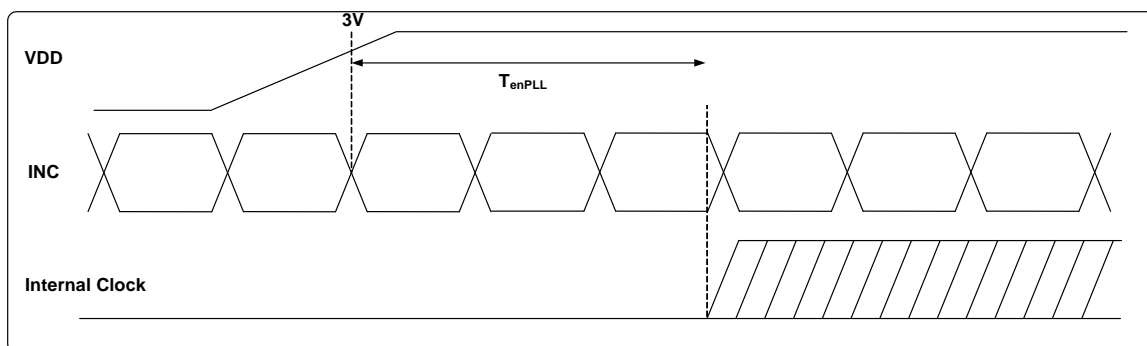 3V
VDD
TenPLL
INC
Internal Clock